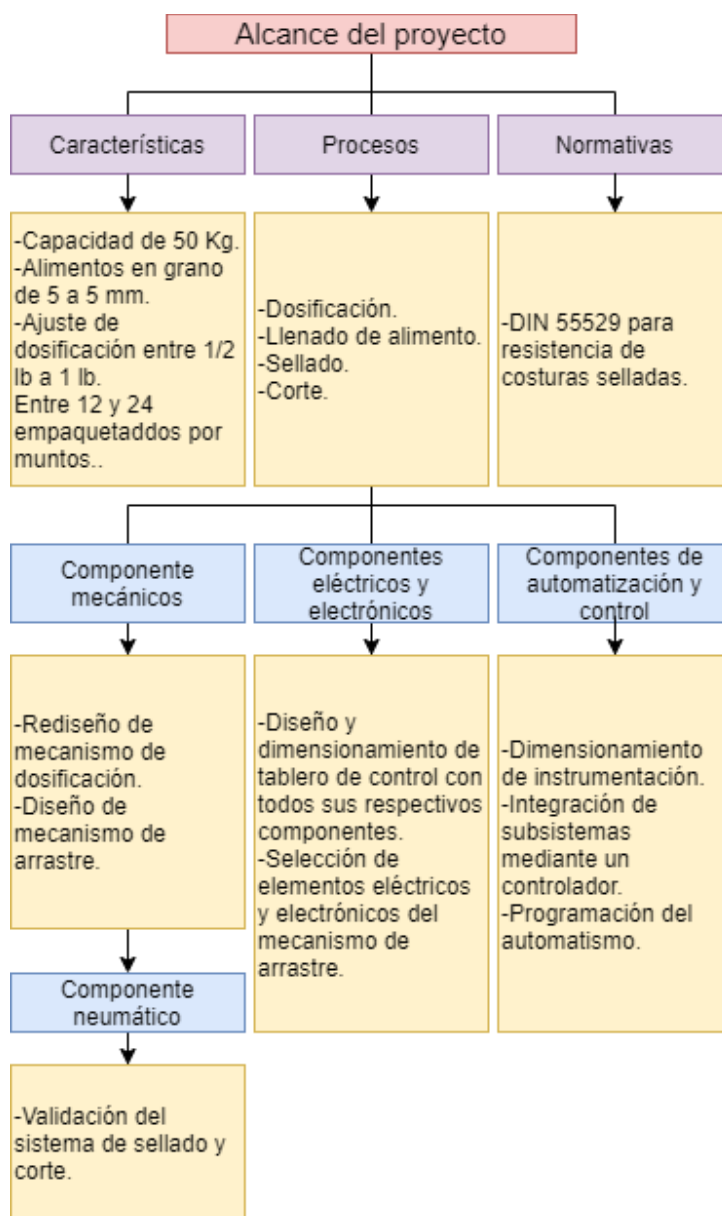 Alcance del proyecto
Características
Procesos
Normativas
-Capacidad de 50 Kg.
-Alimentos en grano
de 5 a 5 mm.
-Ajuste de
dosificación entre 1/2
lb a 1 lb.
Entre 12 y 24
empaquetaddos por
muntos..
-Dosificación.
-Llenado de alimento.
-Sellado.
-Corte.
-DIN 55529 para
resistencia de
costuras selladas.
Componente
mecánicos
Componentes
eléctricos y
electrónicos
Componentes de
automatización y
control
-Rediseño de
mecanismo de
dosificación.
-Diseño de
mecanismo de
arrastre.
-Diseño y
dimensionamiento de
tablero de control con
todos sus respectivos
componentes.
-Selección de
elementos eléctricos
y electrónicos del
mecanismo de
arrastre.
-Dimensionamiento
de instrumentación.
-Integración de
subsistemas
mediante un
controlador.
-Programación del
automatismo.
Componente
neumático
-Validación del
sistema de sellado y
corte.